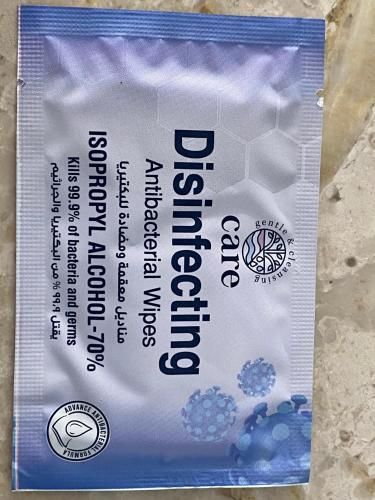 gentle & cleansing
care
Disinfecting
Antibacterial Wipes
مناديل معقمة ومضادة للبكتيريا
ISOPROPYL ALCOHOL-70%
Kills 99.9% of bacteria and germs
يقتل ٩٩,٩% من البكتيريا والجراثيم
ADVANCE ANTIBACTERIAL FORMULA